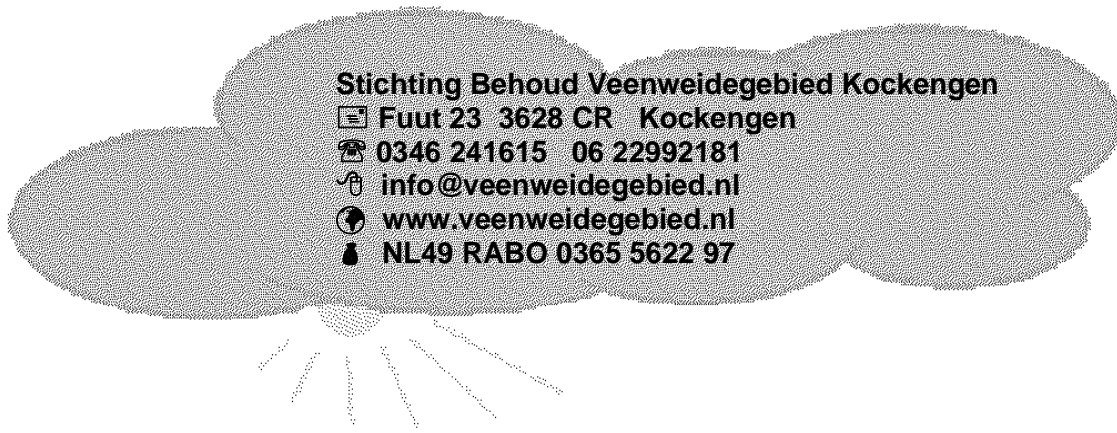 Stichting Behoud Veenweidegebied Kockengen
Fuut 23 3628 CR Kockengen
0346 241615 06 22992181
info@veenweidegebied.nl
www.veenweidegebied.nl
NL49 RABO 0365 5622 97